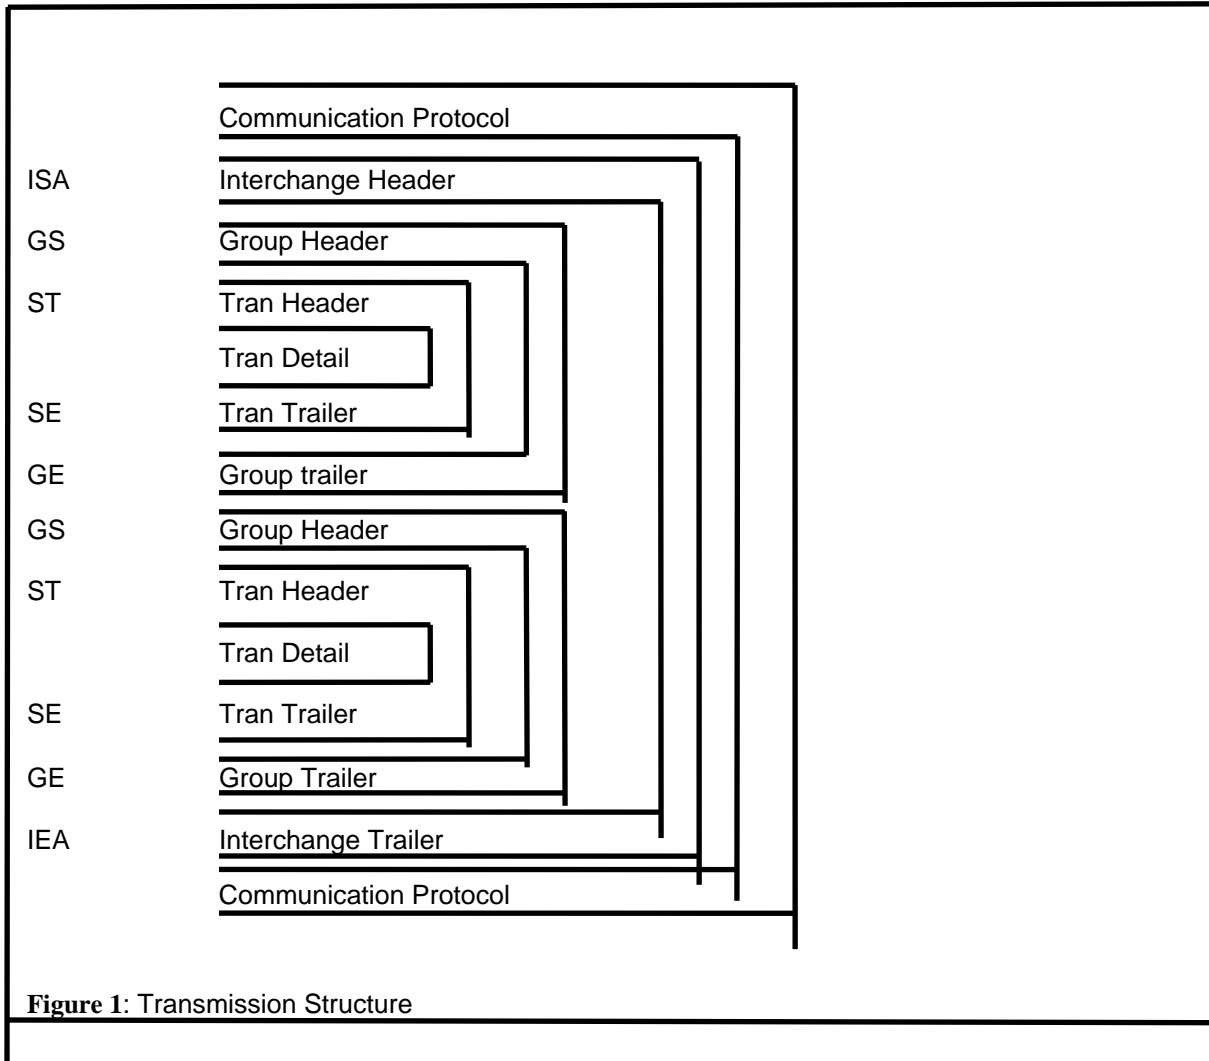 Communication Protocol
ISA Interchange Header
GS Group Header
ST Tran Header
Tran Detail
SE Tran Trailer
GE Group trailer
GS Group Header
ST Tran Header
Tran Detail
SE Tran Trailer
GE Group Trailer
IEA Interchange Trailer
Communication Protocol
Figure 1: Transmission Structure